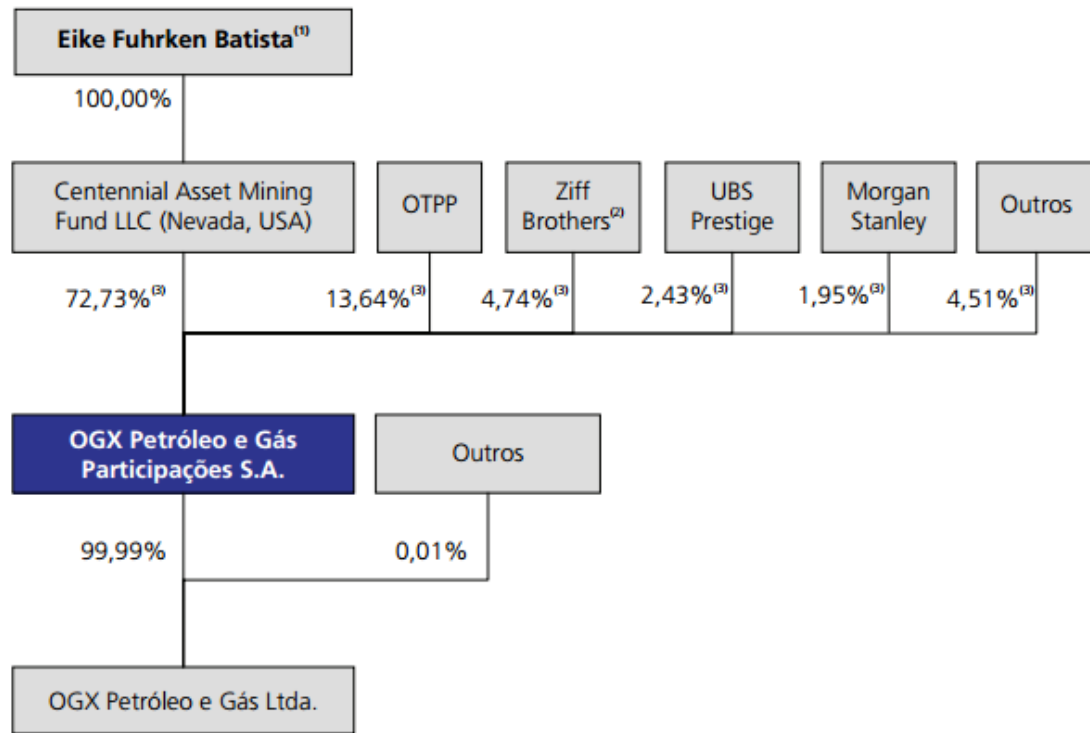 Eike Fuhrken Batista(1)
100,00%
Centennial Asset Mining
Fund LLC (Nevada, USA)
OTPP
Ziff
Brothers(2)
UBS
Prestige
Morgan
Stanley
Outros
72,73%(3)
13,64%(3)
4,74%(3)
2,43%(3)
1,95%(3)
4,51%(3)
OGX Petróleo e Gás
Participações S.A.
Outros
99,99%
0,01%
OGX Petróleo e Gás Ltda.